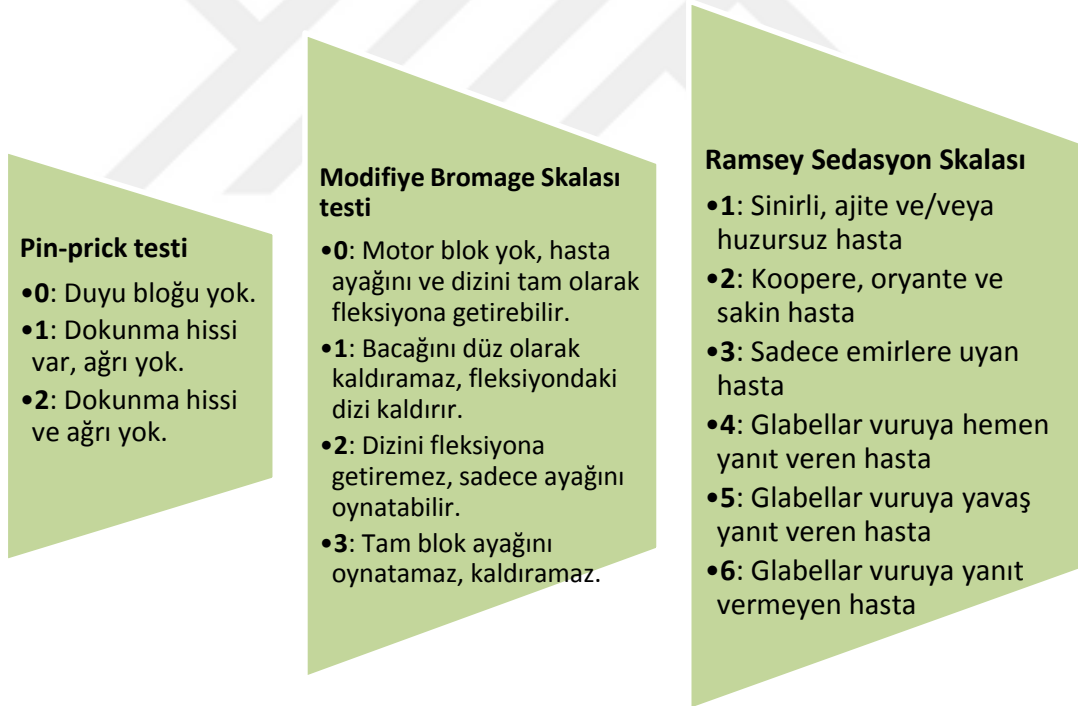 Pin-prick testi
•0: Duyu bloğu yok.
•1: Dokunma hissi
var, ağrı yok.
•2: Dokunma hissi
ve ağrı yok.
Modifiye Bromage Skalası
testi
•0: Motor blok yok, hasta
ayağını ve dizini tam olarak
fleksiyona getirebilir.
•1: Bacağını düz olarak
kaldıramaz, fleksiyondaki
dizi kaldırır.
•2: Dizini fleksiyona
getiremez, sadece ayağını
oynatabilir.
•3: Tam blok ayağını
oynatamaz, kaldıramaz.
Ramsey Sedasyon Skalası
•1: Sinirli, ajite ve/veya
huzursuz hasta
•2: Koopere, oryante ve
sakin hasta
•3: Sadece emirlere uyan
hasta
•4: Glabellar vuruya hemen
yanıt veren hasta
•5: Glabellar vuruya yavaş
yanıt veren hasta
•6: Glabellar vuruya yanıt
vermeyen hasta